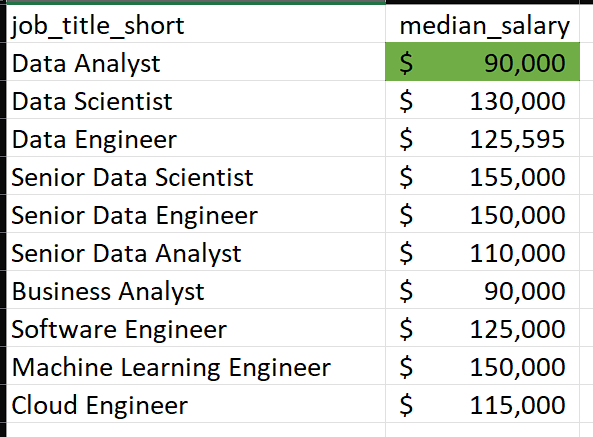 job_title_short median_salary
Data Analyst $ 90,000
Data Scientist $ 130,000
Data Engineer $ 125,595
Senior Data Scientist $ 155,000
Senior Data Engineer $ 150,000
Senior Data Analyst $ 110,000
Business Analyst $ 90,000
Software Engineer $ 125,000
Machine Learning Engineer $ 150,000
Cloud Engineer $ 115,000